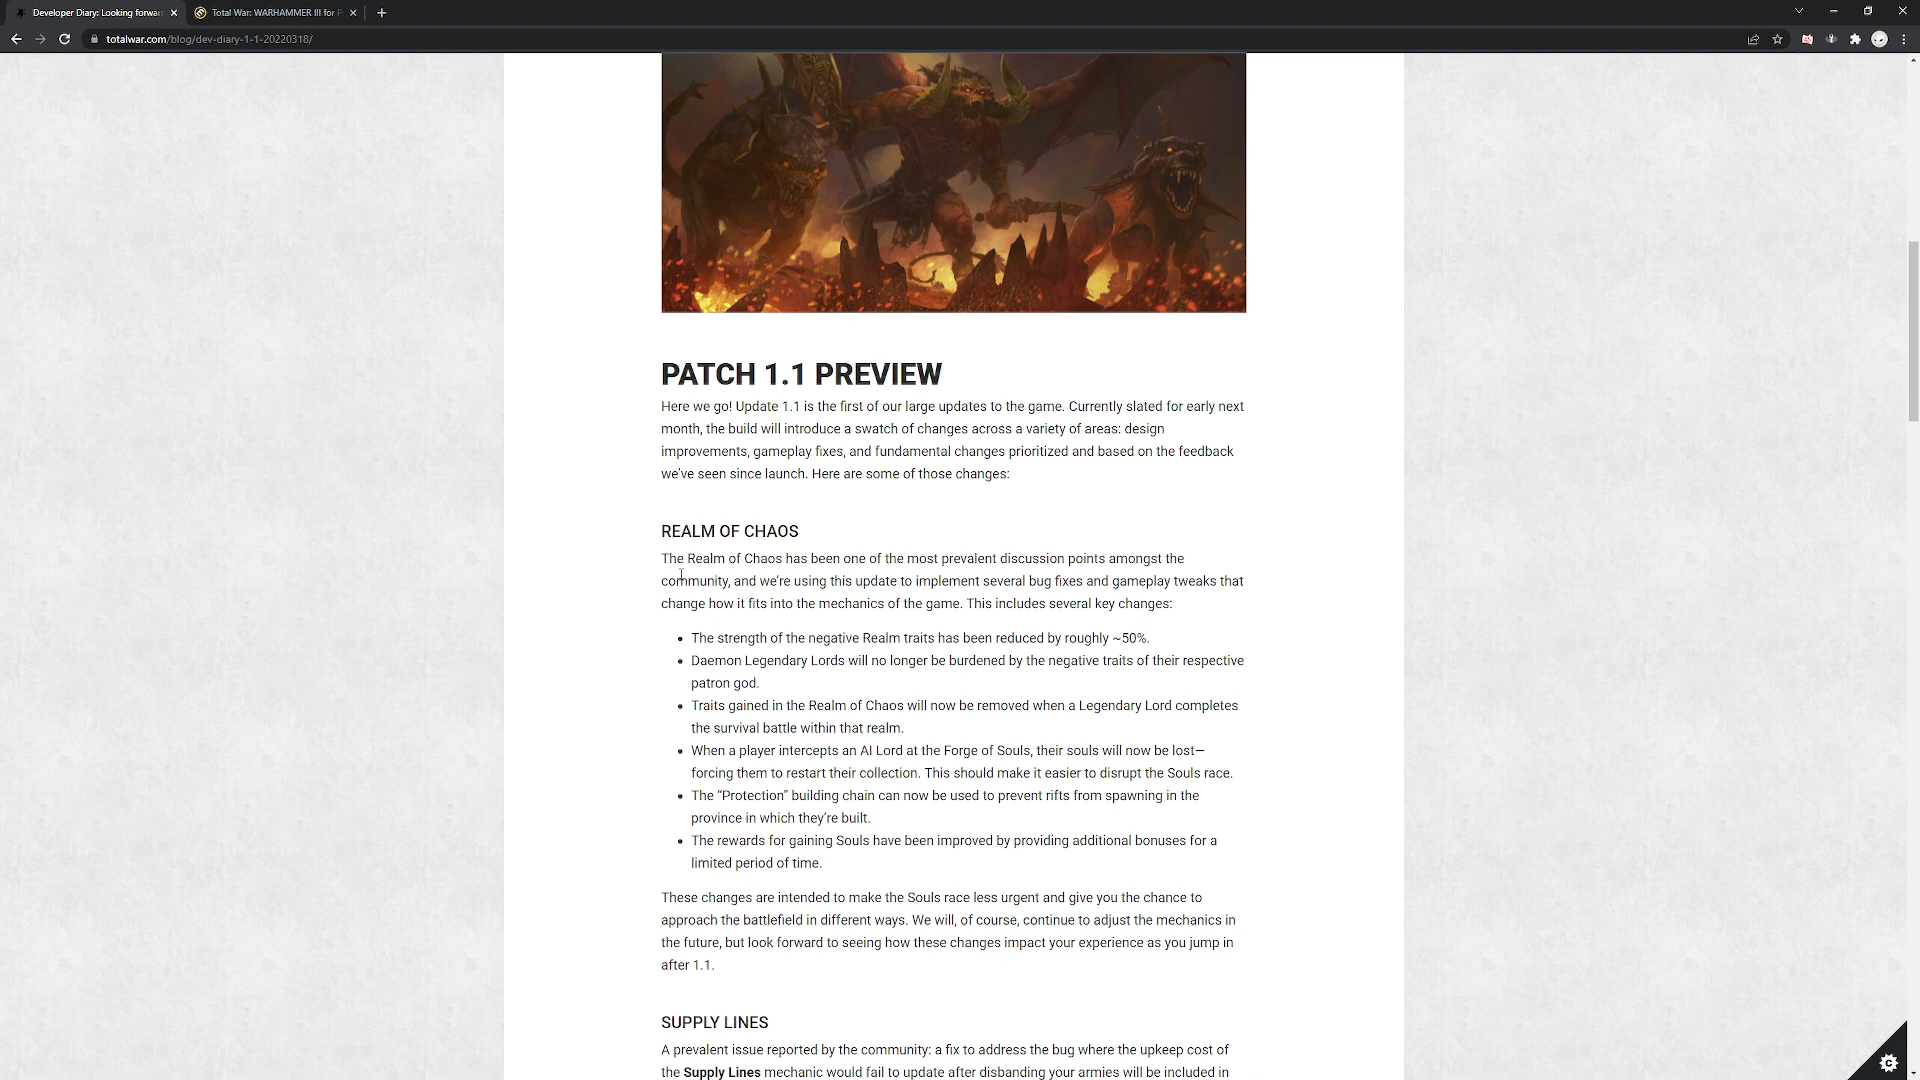 Developer Diary: Looking forwar
Total War: WARHAMMER III for P
totalwar.com/blog/dev-diary-1-1-20220318/
PATCH 1.1 PREVIEW
Here we go! Update 1.1 is the first of our large updates to the game. Currently slated for early next
month, the build will introduce a swatch of changes across a variety of areas: design
improvements, gameplay fixes, and fundamental changes prioritized and based on the feedback
we've seen since launch. Here are some of those changes:
REALM OF CHAOS
The Realm of Chaos has been one of the most prevalent discussion points amongst the
community, and we're using this update to implement several bug fixes and gameplay tweaks that
change how it fits into the mechanics of the game. This includes several key changes:
• The strength of the negative Realm traits has been reduced by roughly ~50%.
• Daemon Legendary Lords will no longer be burdened by the negative traits of their respective
patron god.
• Traits gained in the Realm of Chaos will now be removed when a Legendary Lord completes
the survival battle within that realm.
• When a player intercepts an AI Lord at the Forge of Souls, their souls will now be lost—
forcing them to restart their collection. This should make it easier to disrupt the Souls race.
• The “Protection” building chain can now be used to prevent rifts from spawning in the
province in which they're built.
• The rewards for gaining Souls have been improved by providing additional bonuses for a
limited period of time.
These changes are intended to make the Souls race less urgent and give you the chance to
approach the battlefield in different ways. We will, of course, continue to adjust the mechanics in
the future, but look forward to seeing how these changes impact your experience as you jump in
after 1.1.
SUPPLY LINES
A prevalent issue reported by the community: a fix to address the bug where the upkeep cost of
the Supply Lines mechanic would fail to update after disbanding your armies will be included in